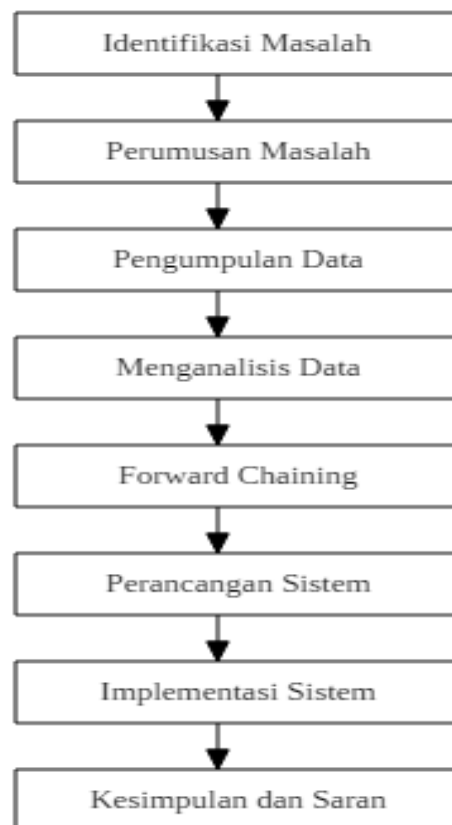 Identifikasi Masalah
Perumusan Masalah
Pengumpulan Data
Menganalisis Data
Forward Chaining
Perancangan Sistem
Implementasi Sistem
Kesimpulan dan Saran